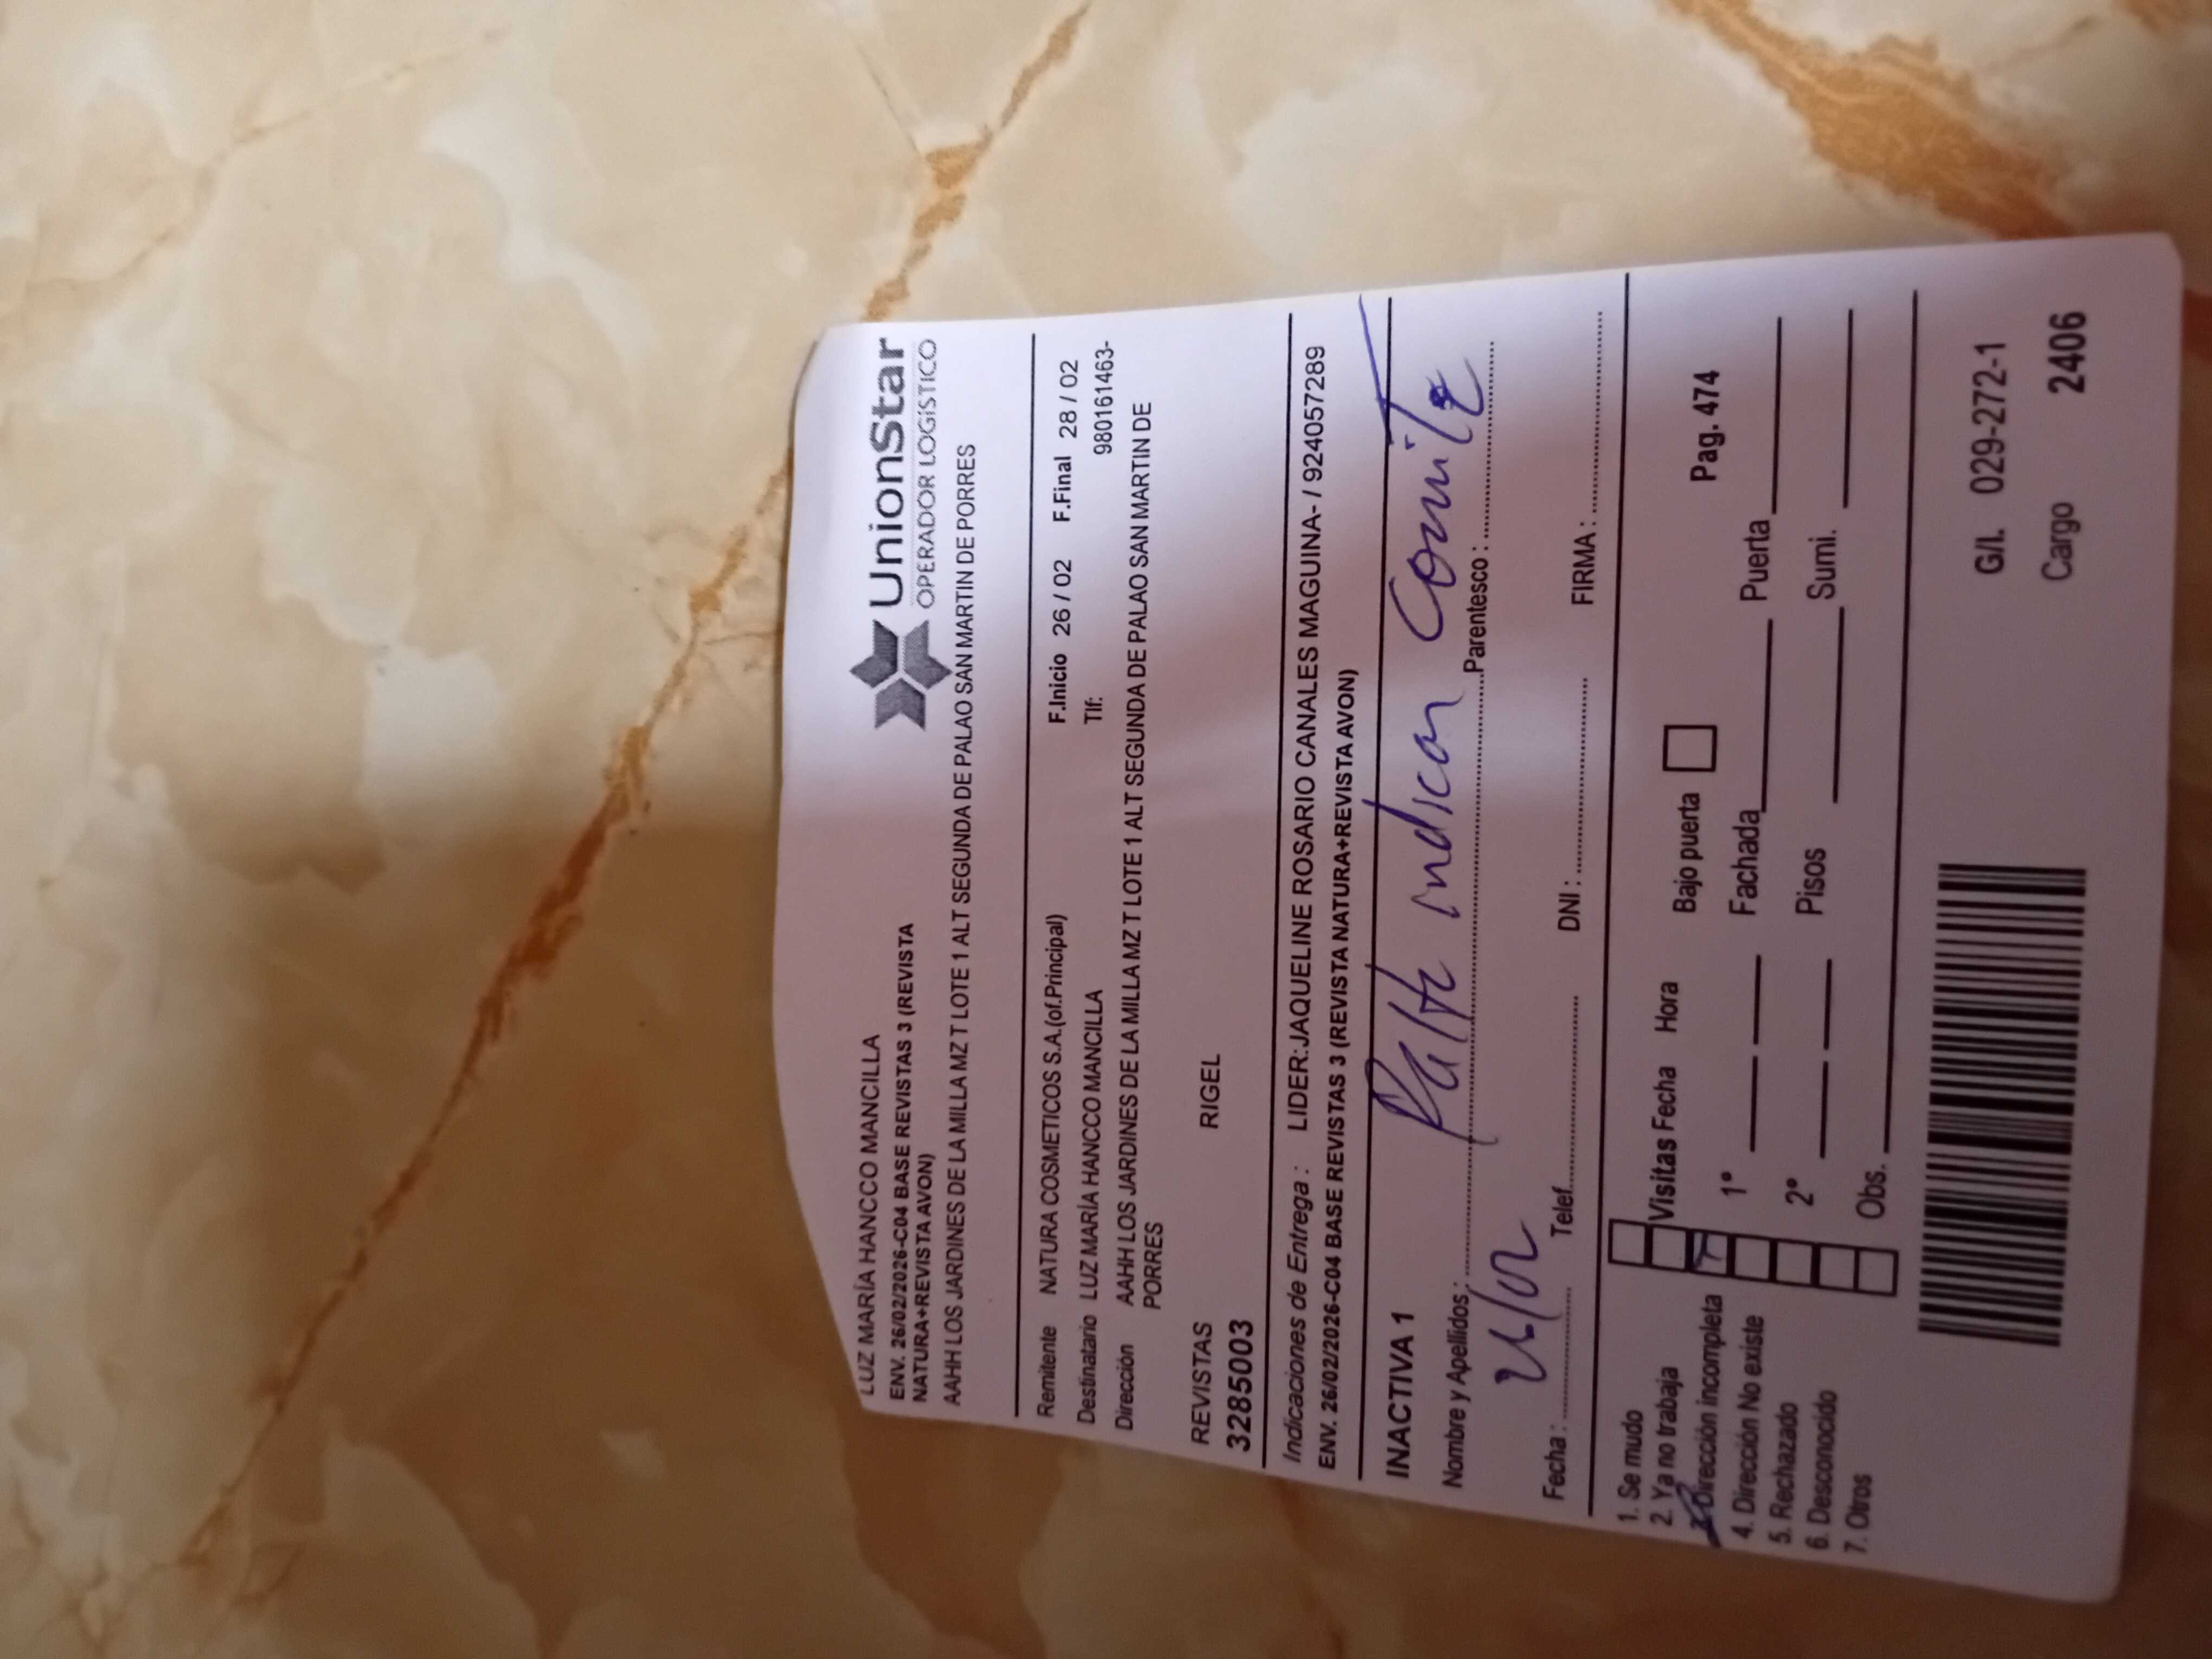 LUZ MARÍA HANCCO MANCILLA
ENV. 26/02/2026-C04 BASE REVISTAS 3 (REVISTA
NATURA+REVISTA AVON)
UnionStar
OPERADOR LOGÍSTICO
AAHH LOS JARDINES DE LA MILLA MZ T LOTE 1 ALT SEGUNDA DE PALAO SAN MARTIN DE PORRES
Remitente NATURA COSMETICOS S.A.(of.Principal) F.Inicio 26 / 02 F.Final 28 / 02
Destinatario LUZ MARÍA HANCCO MANCILLA Tlf: 980161463-
Dirección AAHH LOS JARDINES DE LA MILLA MZ T LOTE 1 ALT SEGUNDA DE PALAO SAN MARTIN DE
PORRES
REVISTAS RIGEL
3285003
Indicaciones de Entrega : LIDER:JAQUELINE ROSARIO CANALES MAGUINA- / 924057289
ENV. 26/02/2026-C04 BASE REVISTAS 3 (REVISTA NATURA+REVISTA AVON)
INACTIVA 1
Falta indicar Comite
Nombre y Apellidos : Parentesco :
Fecha : Telef. DNI : FIRMA :
1. Se mudo
2. Ya no trabaja
3. Dirección incompleta
4. Dirección No existe
5. Rechazado
6. Desconocido
7. Otros
Visitas Fecha Hora Bajo puerta Pag. 474
1º Fachada Puerta
2º Pisos Sumi.
Obs.
G/L 029-272-1
Cargo 2406